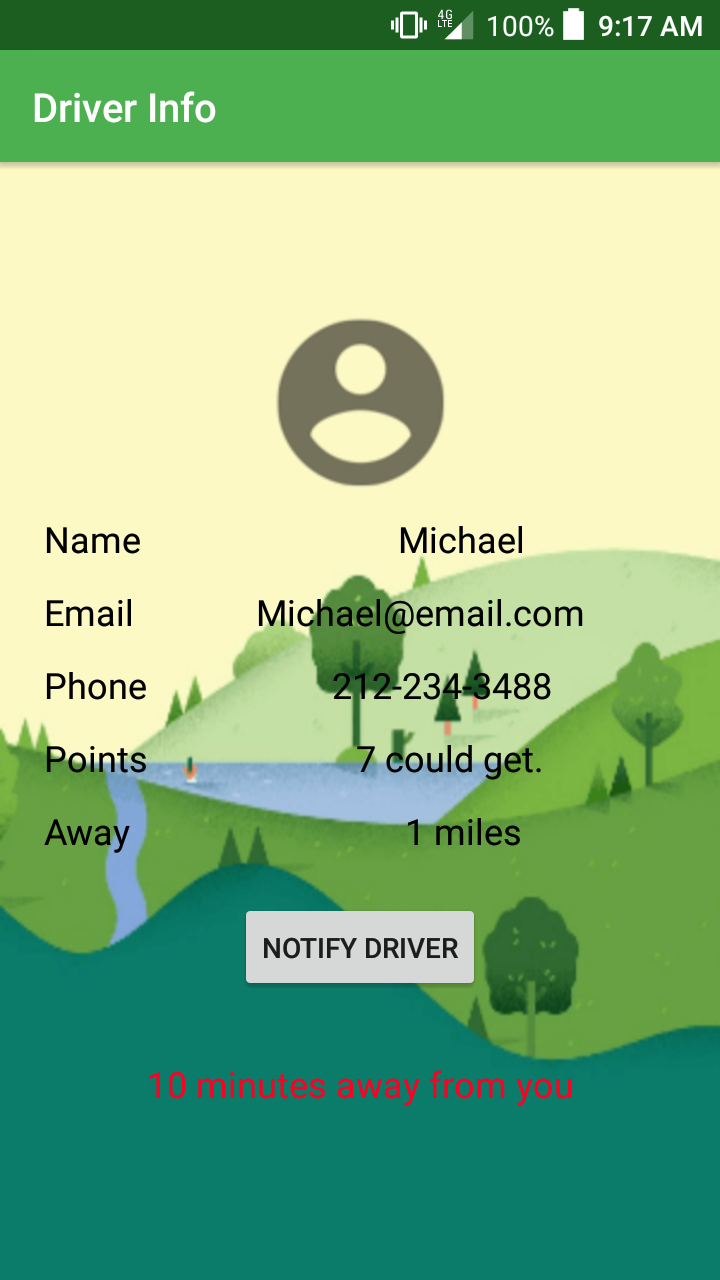 4G LTE 100% 9:17 AM
Driver Info
Name Michael
Email Michael@email.com
Phone 212-234-3488
Points 7 could get.
Away 1 miles
NOTIFY DRIVER
10 minutes away from you